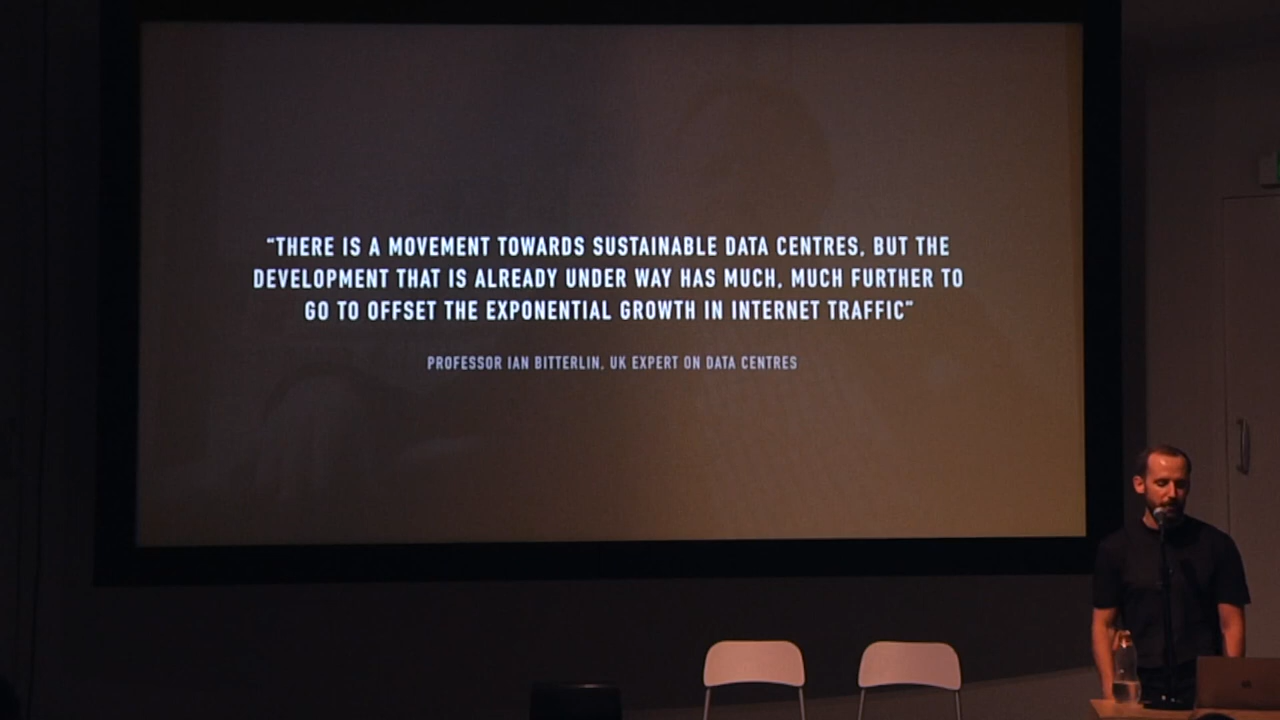 “THERE IS A MOVEMENT TOWARDS SUSTAINABLE DATA CENTRES, BUT THE
DEVELOPMENT THAT IS ALREADY UNDER WAY HAS MUCH, MUCH FURTHER TO
GO TO OFFSET THE EXPONENTIAL GROWTH IN INTERNET TRAFFIC”
PROFESSOR IAN BITTERLIN, UK EXPERT ON DATA CENTRES